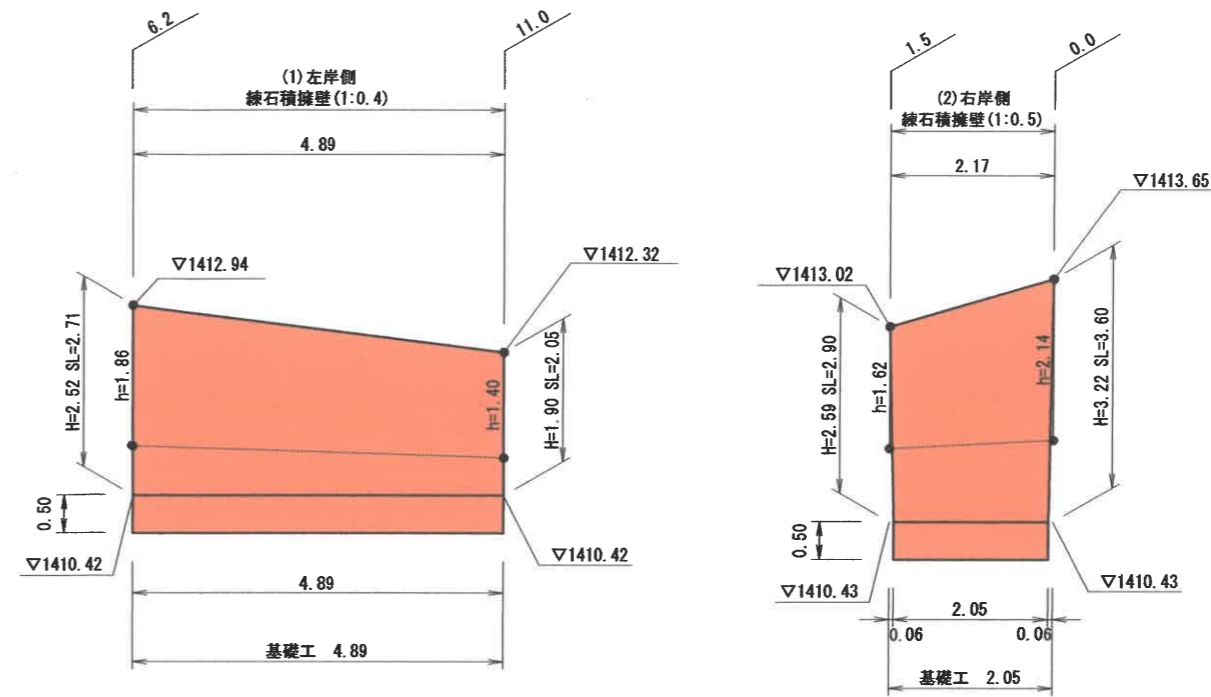 6.2
11.0
(1)左岸側
練石積擁壁(1:0.4)
4.89
▽1412.94
▽1412.32
H=2.52 SL=2.71
h=1.86
h=1.40
H=1.90 SL=2.05
0.50
▽1410.42
▽1410.42
4.89
基礎工 4.89
1.5
0.0
(2)右岸側
練石積擁壁(1:0.5)
2.17
▽1413.65
▽1413.02
H=2.59 SL=2.90
h=1.62
h=2.14
H=3.22 SL=3.60
0.50
▽1410.43
▽1410.43
2.05
0.06
0.06
基礎工 2.05